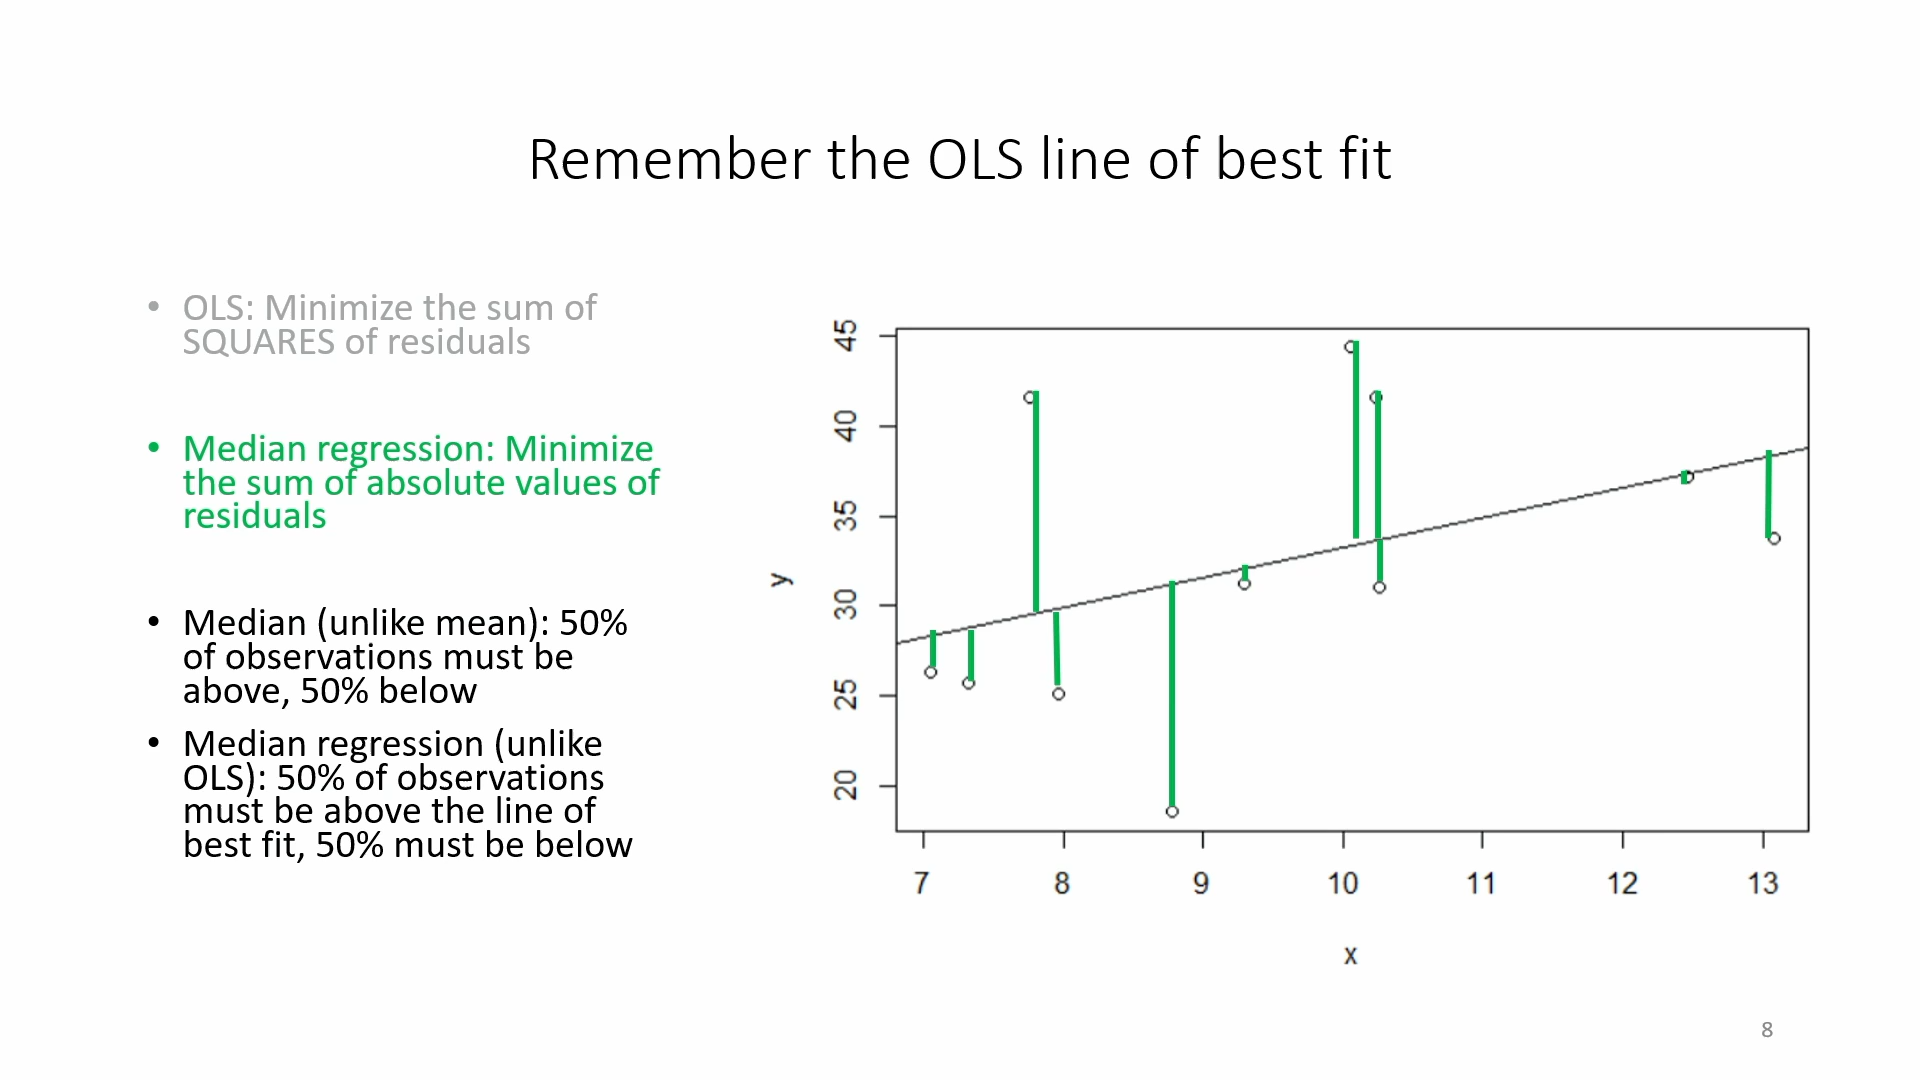 Remember the OLS line of best fit
• OLS: Minimize the sum of
SQUARES of residuals
• Median regression: Minimize
the sum of absolute values of
residuals
• Median (unlike mean): 50%
of observations must be
above, 50% below
• Median regression (unlike
OLS): 50% of observations
must be above the line of
best fit, 50% must be below
45
40
35
30
25
20
y
7 8 9 10 11 12 13
x
8